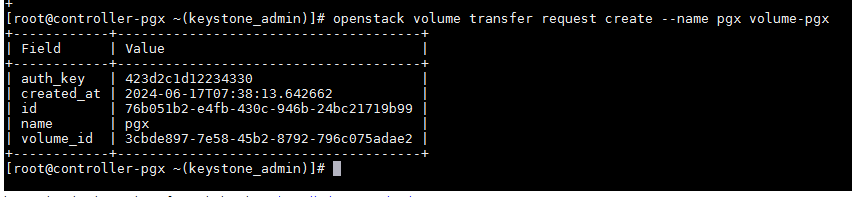 +
[root@controller-pgx ~(keystone_admin)]# openstack volume transfer request create --name pgx volume-pgx
+------------+--------------------------------------+
| Field      | Value                                |
+------------+--------------------------------------+
| auth_key   | 423d2c1d12234330                     |
| created_at | 2024-06-17T07:38:13.642662           |
| id         | 76b051b2-e4fb-430c-946b-24bc21719b99 |
| name       | pgx                                  |
| volume_id  | 3cbde897-7e58-45b2-8792-796c075adae2 |
+------------+--------------------------------------+
[root@controller-pgx ~(keystone_admin)]#